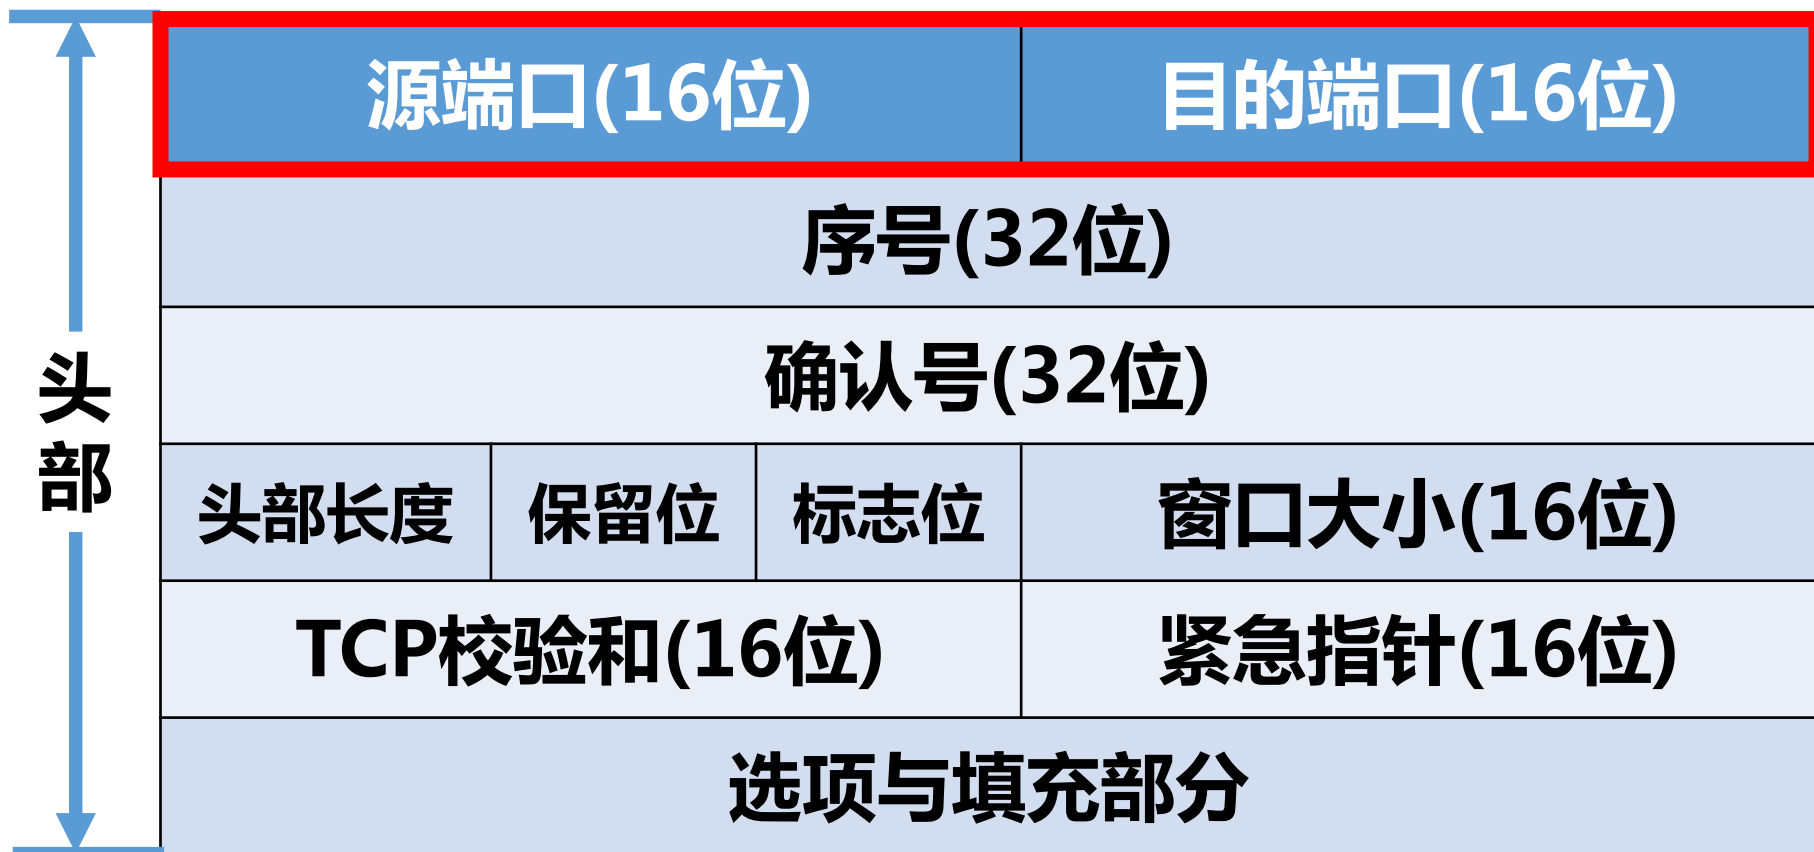 源端口(16位) 目的端口(16位)
序号(32位)
确认号(32位)
头部
头部长度 保留位 标志位 窗口大小(16位)
TCP校验和(16位) 紧急指针(16位)
选项与填充部分